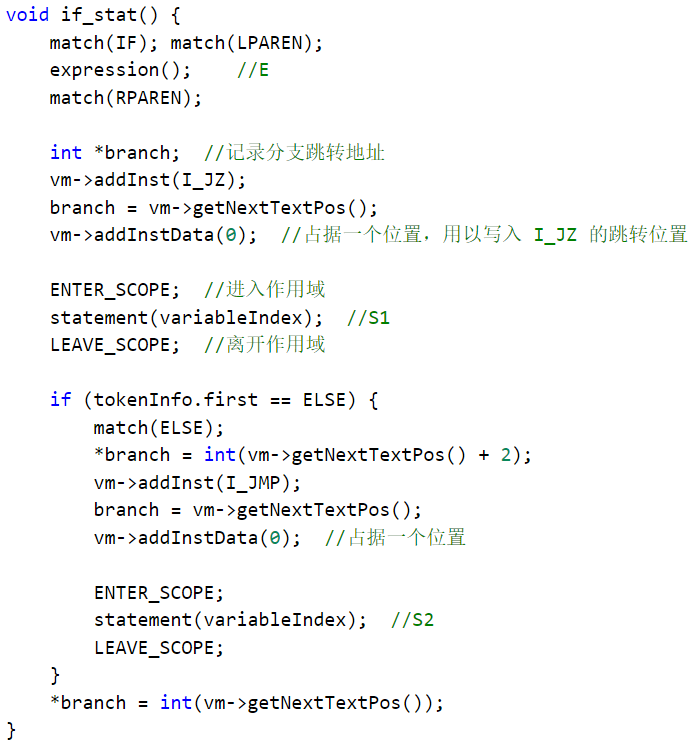 void if_stat() {
    match(IF); match(LPAREN);
    expression();    //E
    match(RPAREN);

    int *branch;  //记录分支跳转地址
    vm->addInst(I_JZ);
    branch = vm->getNextTextPos();
    vm->addInstData(0);  //占据一个位置，用以写入 I_JZ 的跳转位置

    ENTER_SCOPE;  //进入作用域
    statement(variableIndex);  //S1
    LEAVE_SCOPE;  //离开作用域

    if (tokenInfo.first == ELSE) {
        match(ELSE);
        *branch = int(vm->getNextTextPos() + 2);
        vm->addInst(I_JMP);
        branch = vm->getNextTextPos();
        vm->addInstData(0);  //占据一个位置

        ENTER_SCOPE;
        statement(variableIndex);  //S2
        LEAVE_SCOPE;
    }
    *branch = int(vm->getNextTextPos());
}